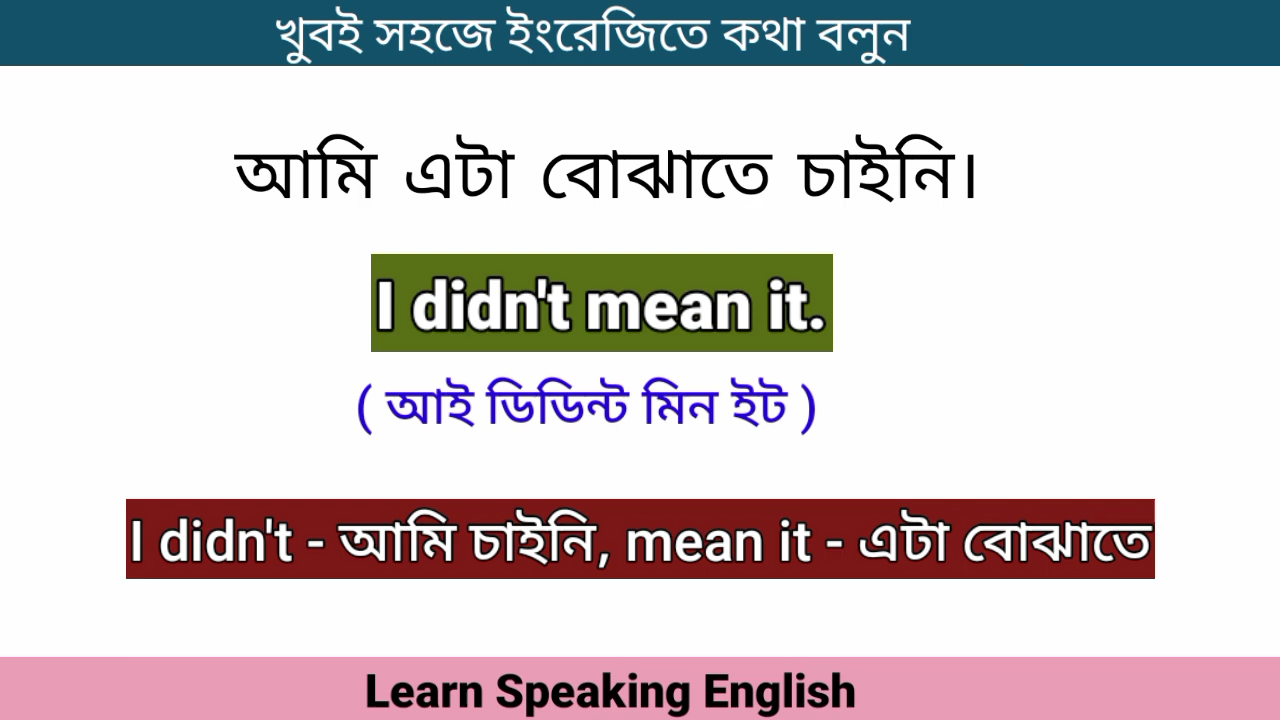 খুবই সহজে ইংরেজিতে কথা বলুন
আমি এটা বোঝাতে চাইনি।
I didn't mean it.
( আই ডিডিন্ট মিন ইট )
I didn't - আমি চাইনি, mean it - এটা বোঝাতে
Learn Speaking English